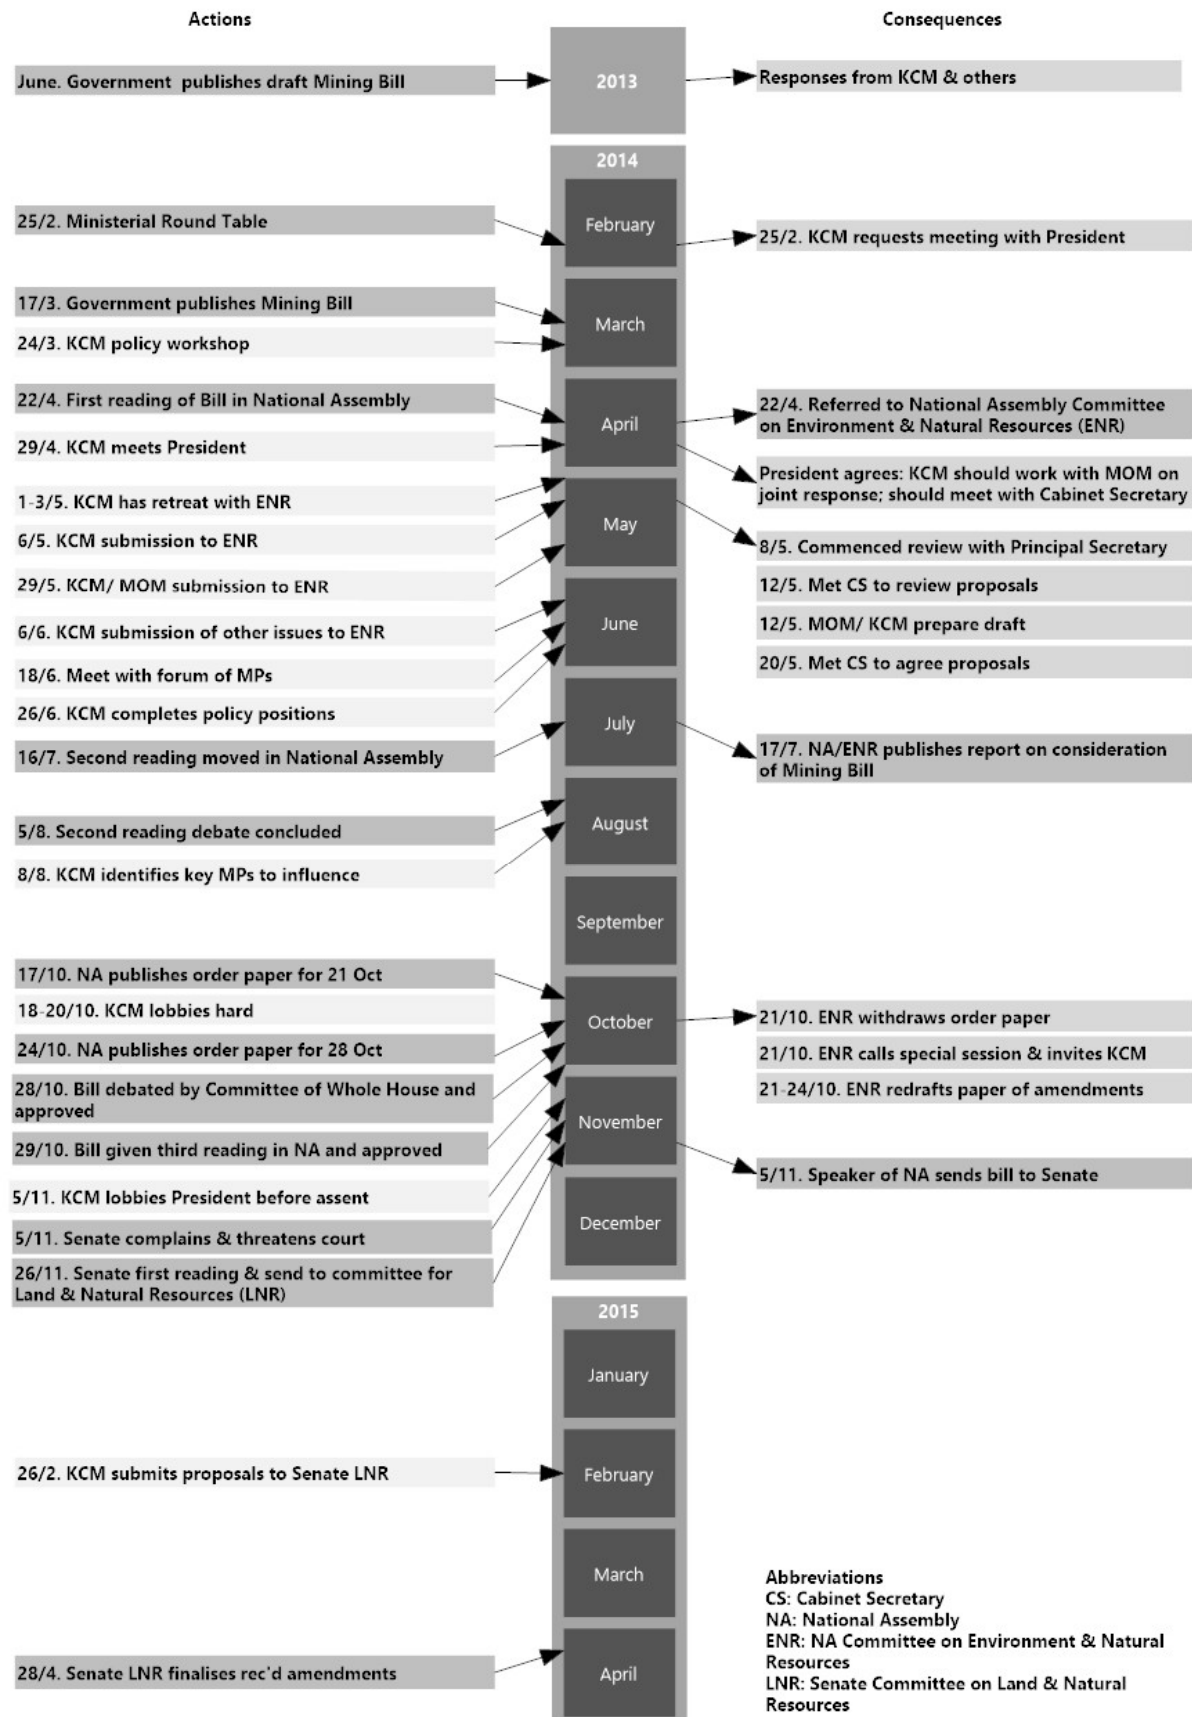 Actions
Consequences
June. Government publishes draft Mining Bill
2013
Responses from KCM & others
2014
25/2. Ministerial Round Table
February
25/2. KCM requests meeting with President
17/3. Government publishes Mining Bill
March
24/3. KCM policy workshop
22/4. First reading of Bill in National Assembly
April
22/4. Referred to National Assembly Committee
on Environment & Natural Resources (ENR)
29/4. KCM meets President
President agrees: KCM should work with MOM on
joint response; should meet with Cabinet Secretary
1-3/5. KCM has retreat with ENR
May
6/5. KCM submission to ENR
8/5. Commenced review with Principal Secretary
29/5. KCM/ MOM submission to ENR
12/5. Met CS to review proposals
6/6. KCM submission of other issues to ENR
June
12/5. MOM/ KCM prepare draft
18/6. Meet with forum of MPs
20/5. Met CS to agree proposals
26/6. KCM completes policy positions
July
16/7. Second reading moved in National Assembly
17/7. NA/ENR publishes report on consideration
of Mining Bill
5/8. Second reading debate concluded
August
8/8. KCM identifies key MPs to influence
September
17/10. NA publishes order paper for 21 Oct
18-20/10. KCM lobbies hard
October
21/10. ENR withdraws order paper
24/10. NA publishes order paper for 28 Oct
21/10. ENR calls special session & invites KCM
28/10. Bill debated by Committee of Whole House and
approved
21-24/10. ENR redrafts paper of amendments
November
29/10. Bill given third reading in NA and approved
5/11. Speaker of NA sends bill to Senate
5/11. KCM lobbies President before assent
December
5/11. Senate complains & threatens court
26/11. Senate first reading & send to committee for
Land & Natural Resources (LNR)
2015
January
26/2. KCM submits proposals to Senate LNR
February
March
28/4. Senate LNR finalises rec'd amendments
April
Abbreviations
CS: Cabinet Secretary
NA: National Assembly
ENR: NA Committee on Environment & Natural
Resources
LNR: Senate Committee on Land & Natural
Resources